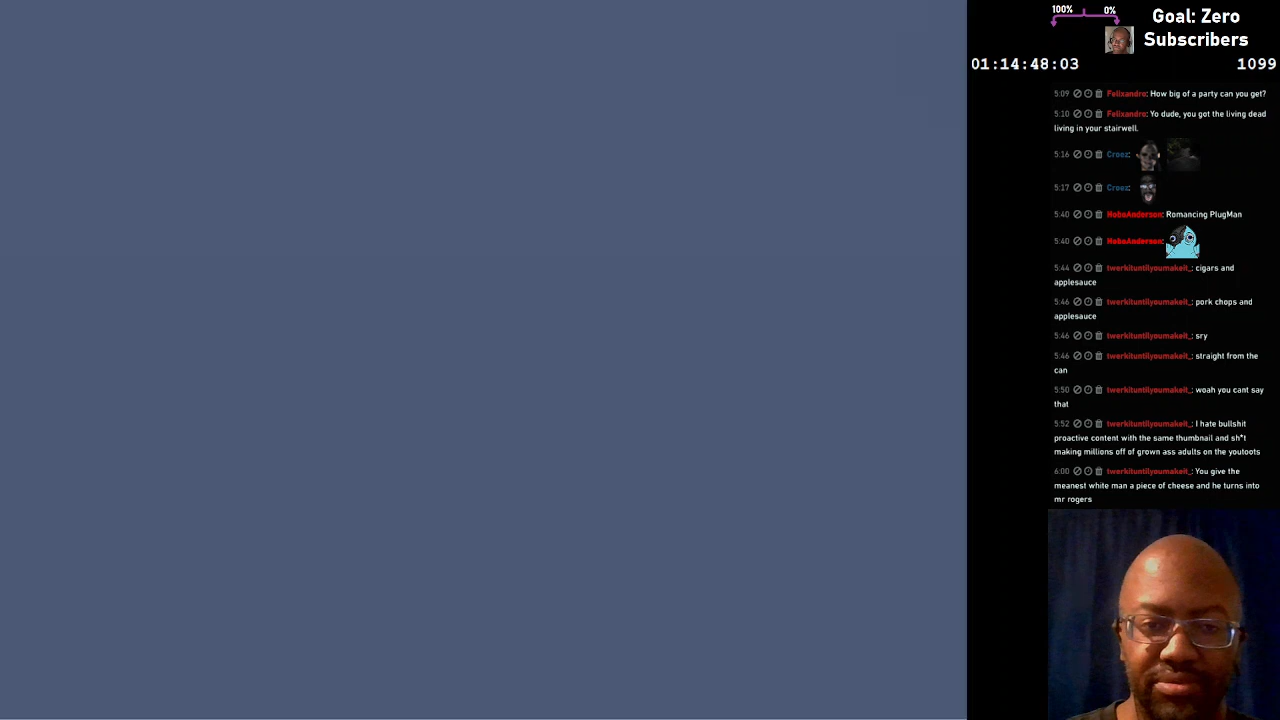 100% 0%
Goal: Zero
Subscribers
01:14:48:03 1099
5:09 Felixandro: How big of a party can you get?
5:10 Felixandro: Yo dude, you got the living dead
living in your stairwell.
5:16 Croez:
5:17 Croez:
5:40 HoboAnderson: Romancing PlugMan
5:40 HoboAnderson:
5:44 twerkituntilyoumakeit_: cigars and
applesauce
5:46 twerkituntilyoumakeit_: pork chops and
applesauce
5:46 twerkituntilyoumakeit_: sry
5:46 twerkituntilyoumakeit_: straight from the
can
5:50 twerkituntilyoumakeit_: woah you cant say
that
5:52 twerkituntilyoumakeit_: I hate bullshit
proactive content with the same thumbnail and sh*t
making millions off of grown ass adults on the youtoots
6:00 twerkituntilyoumakeit_: You give the
meanest white man a piece of cheese and he turns into
mr rogers